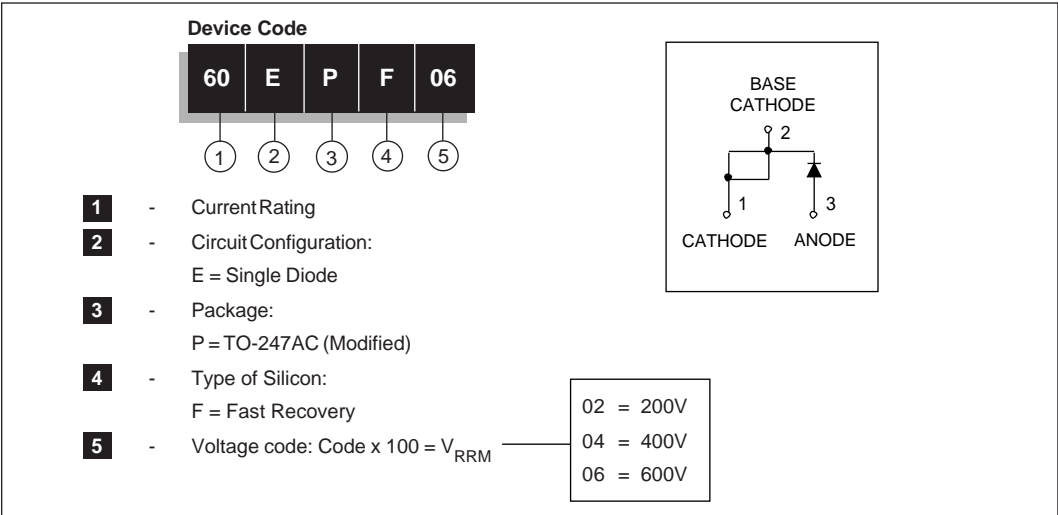 Device Code
60 E P F 06
1 2 3 4 5
1 - Current Rating
2 - Circuit Configuration:
E = Single Diode
3 - Package:
P = TO-247AC (Modified)
4 - Type of Silicon:
F = Fast Recovery
5 - Voltage code: Code x 100 = VRRM
02 = 200V
04 = 400V
06 = 600V
BASE
CATHODE
2
1 3
CATHODE ANODE